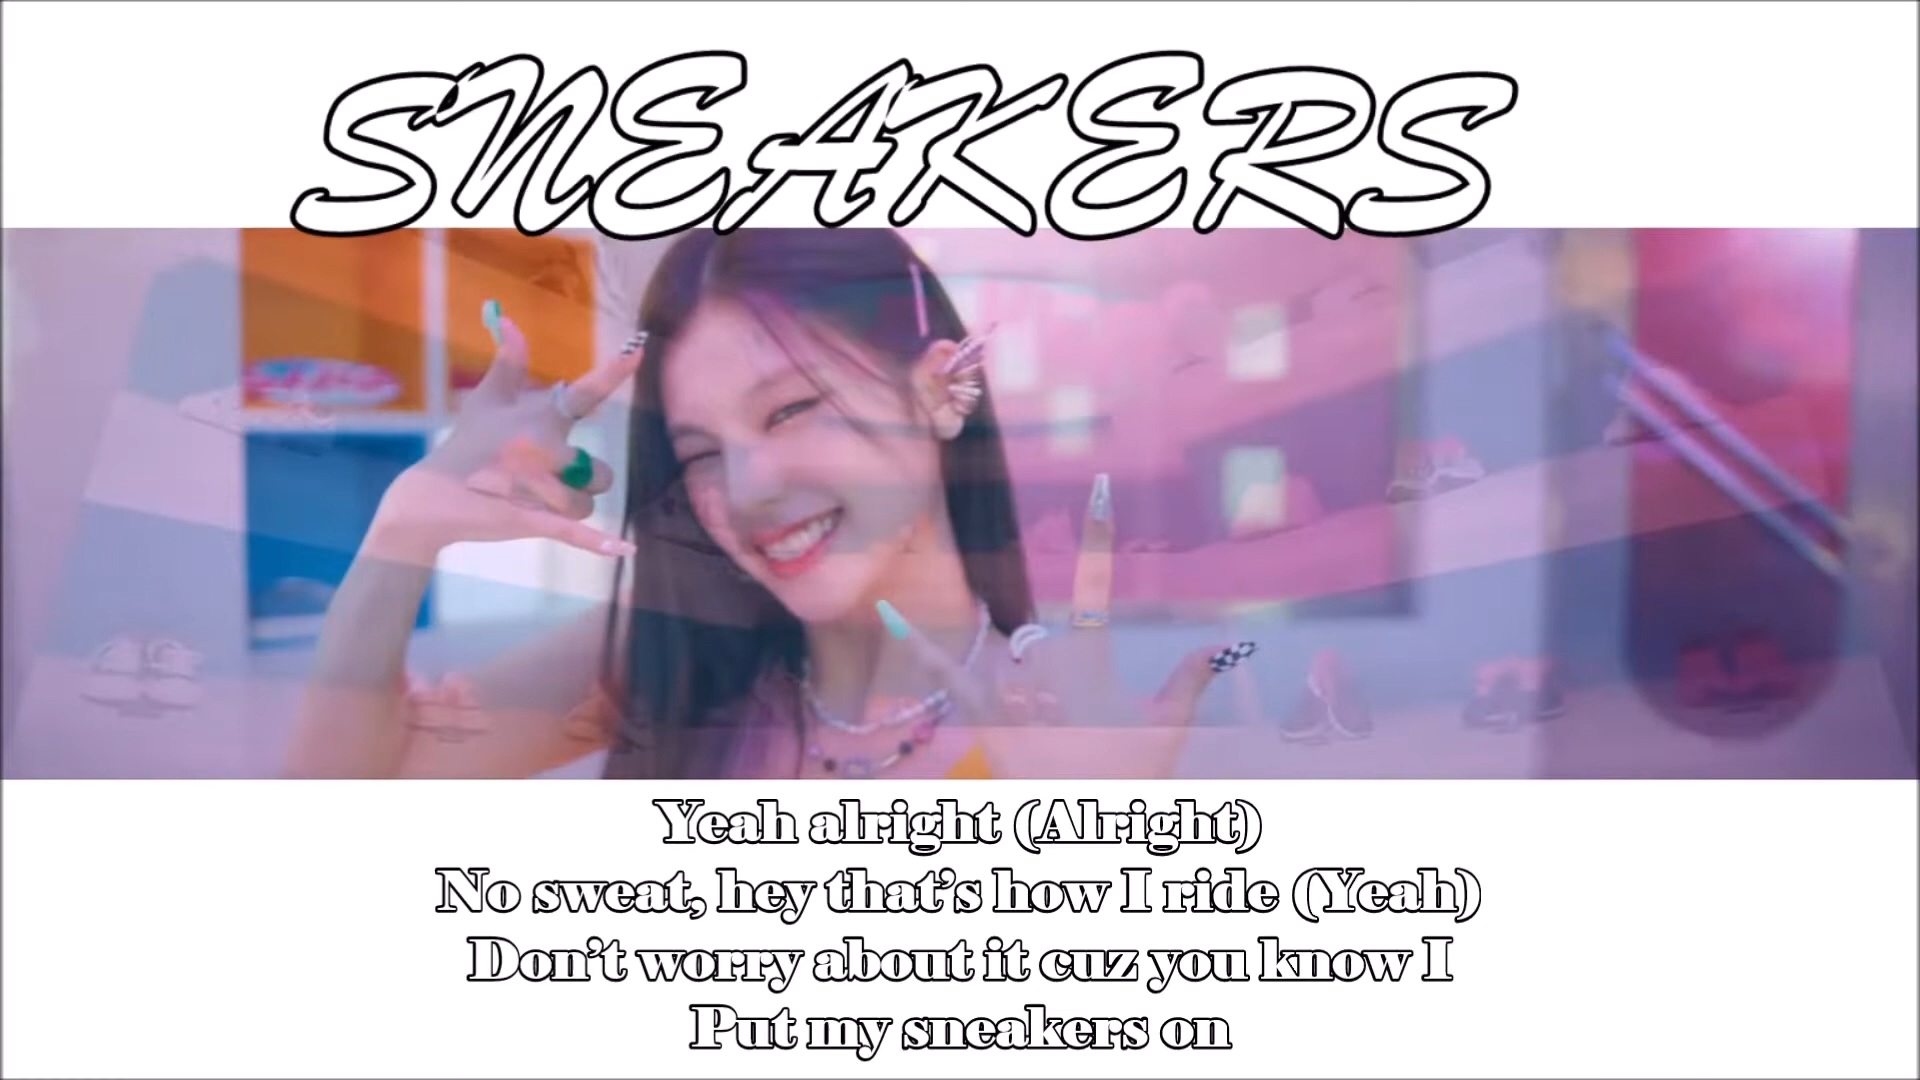 SNEAKERS
Yeah alright (Alright)
No sweat, hey that's how I ride (Yeah)
Don't worry about it cuz you know I
Put my sneakers on